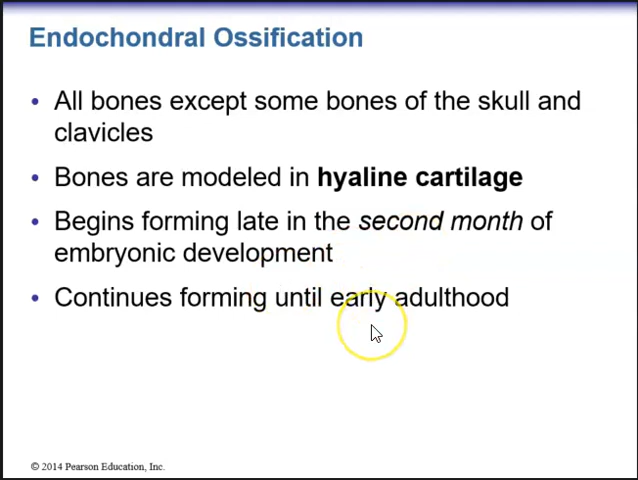 Endochondral Ossification
• All bones except some bones of the skull and
clavicles
• Bones are modeled in hyaline cartilage
• Begins forming late in the second month of
embryonic development
• Continues forming until early adulthood
© 2014 Pearson Education, Inc.